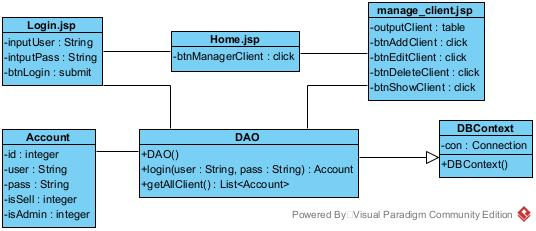 Login.jsp
-inputUser : String
-intputPass : String
-btnLogin : submit
Home.jsp
-btnManagerClient : click
manage_client.jsp
-outputClient : table
-btnAddClient : click
-btnEditClient : click
-btnDeleteClient : click
-btnShowClient : click
Account
-id : integer
-user : String
-pass : String
-isSell : integer
-isAdmin : integer
DAO
+DAO()
+login(user : String, pass : String) : Account
+getAllClient() : List<Account>
DBContext
-con : Connection
+DBContext()
Powered By Visual Paradigm Community Edition